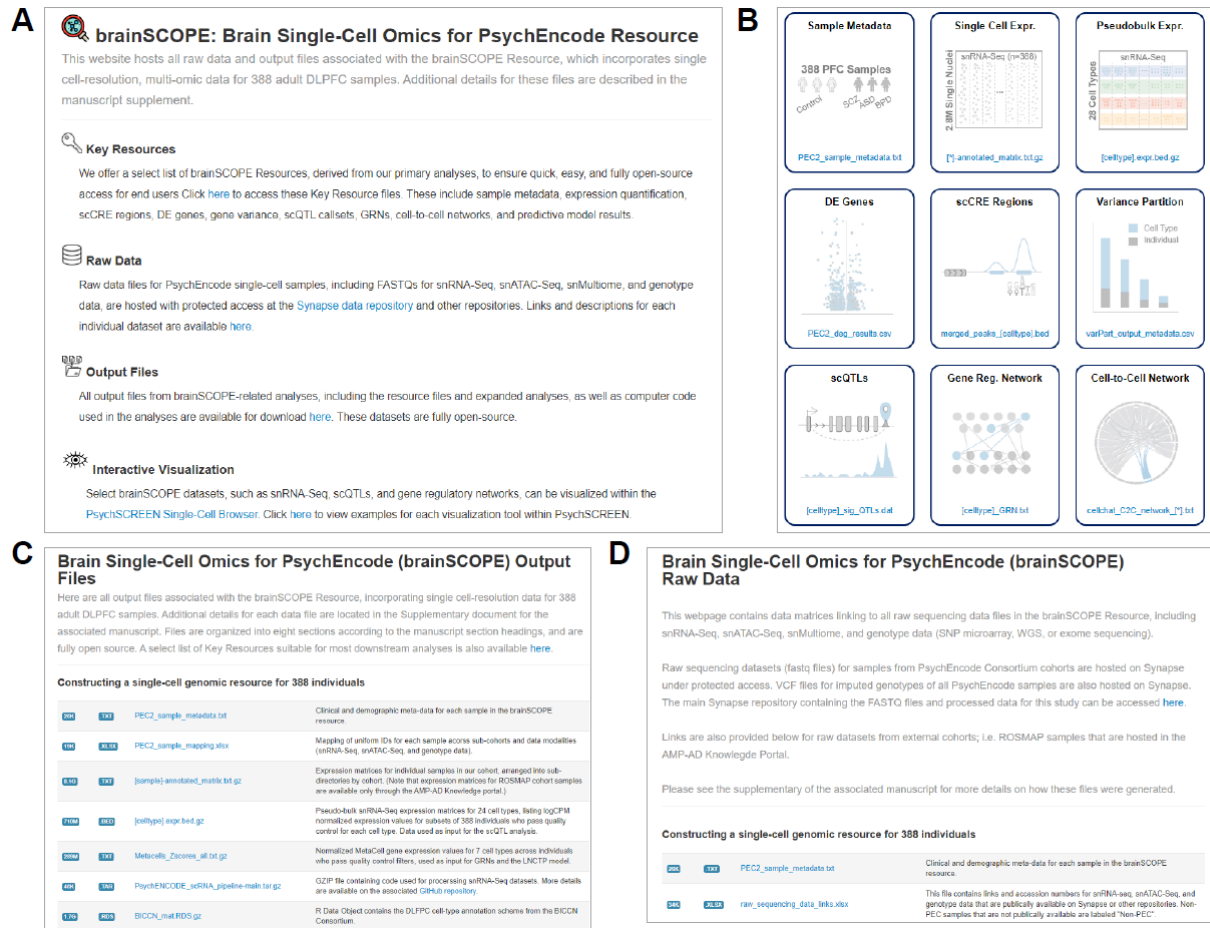 A
brainSCOPE: Brain Single-Cell Omics for PsychEncode Resource
This website hosts all raw data and output files associated with the brainSCOPE Resource, which incorporates single
cell-resolution, multi-omic data for 388 adult DLPFC samples. Additional details for these files are described in the
manuscript supplement.
Key Resources
We offer a select list of brainSCOPE Resources, derived from our primary analyses, to ensure quick, easy, and fully open-source
access for end users Click here to access these Key Resource files. These include sample metadata, expression quantification,
scCRE regions, DE genes, gene variance, scQTL callsets, GRNs, cell-to-cell networks, and predictive model results.
Raw Data
Raw data files for PsychEncode single-cell samples, including FASTQs for snRNA-Seq, snATAC-Seq, snMultiome, and genotype
data, are hosted with protected access at the Synapse data repository and other repositories. Links and descriptions for each
individual dataset are available here.
Output Files
All output files from brainSCOPE-related analyses, including the resource files and expanded analyses, as well as computer code
used in the analyses are available for download here. These datasets are fully open-source.
Interactive Visualization
Select brainSCOPE datasets, such as snRNA-Seq, scQTLs, and gene regulatory networks, can be visualized within the
PsychSCREEN Single-Cell Browser. Click here to view examples for each visualization tool within PsychSCREEN.
B
Sample Metadata
388 PFC Samples
Control
SCZ
ASD
BPD
PEC2_sample_metadata.txt
Single Cell Expr.
snRNA-Seq (n=388)
2.8M Single Nuclei
[*]-annotated_matrix.txt.gz
Pseudobulk Expr.
snRNA-Seq
28 Cell Types
[celltype].expr.bed.gz
DE Genes
PEC2_deg_results.csv
scCRE Regions
merged_peaks_[celltype].bed
Variance Partition
Cell Type
Individual
varPart_output_metadata.csv
scQTLs
[celltype]_sig_QTLs.dat
Gene Reg. Network
[celltype]_GRN.txt
Cell-to-Cell Network
cellchat_C2C_network_[*].txt
C
Brain Single-Cell Omics for PsychEncode (brainSCOPE) Output
Files
Here are all output files associated with the brainSCOPE Resource, incorporating single cell-resolution data for 388
adult DLPFC samples. Additional details for each data file are located in the Supplementary document for the
associated manuscript. Files are organized into eight sections according to the manuscript section headings, and are
fully open source. A select list of Key Resources suitable for most downstream analyses is also available here.
Constructing a single-cell genomic resource for 388 individuals
TXT PEC2_sample_metadata.txt
Clinical and demographic meta-data for each sample in the brainSCOPE
resource.
XLSX PEC2_sample_mapping.xlsx
Mapping of uniform IDs for each sample acorss sub-cohorts and data modalities
(snRNA-Seq, snATAC-Seq, and genotype data).
TXT [sample]-annotated_matrix.txt.gz
Expression matrices for individual samples in our cohort, arranged into sub-
directories by cohort. (Note that expression matrices for ROSMAP cohort samples
are available only through the AMP-AD Knowledge portal.)
710M BED [celltype].expr.bed.gz
Pseudo-bulk snRNA-Seq expression matrices for 24 cell types, listing logCPM
normalized expression values for subsets of 388 individuals who pass quality
control for each cell type. Data used as input for the scQTL analysis.
TXT Metacells_Zscores_all.txt.gz
Normalized MetaCell gene expression values for 7 cell types across individuals
who pass quality control filters, used as input for GRNs and the LNCTP model.
TAR PsychENCODE_scRNA_pipeline-main.tar.gz
GZIP file containing code used for procerssing snRNA-Seq datasets. More details
are available on the associated GitHub repository.
1.7G RDS BICCN_mat.RDS.gz
R Data Object contains the DLFPC cell-type annotation scheme from the BICCN
Consortium.
D
Brain Single-Cell Omics for PsychEncode (brainSCOPE)
Raw Data
This webpage contains data matrices linking to all raw sequencing data files in the brainSCOPE Resource, including
snRNA-Seq, snATAC-Seq, snMultiome, and genotype data (SNP microarray, WGS, or exome sequencing).
Raw sequencing datasets (fastq files) for samples from PsychEncode Consortium cohorts are hosted on Synapse
under protected access. VCF files for imputed genotypes of all PsychEncode samples are also hosted on Synapse.
The main Synapse repository containing the FASTQ files and processed data for this study can be accessed here.
Links are also provided below for raw datasets from external cohorts; i.e. ROSMAP samples that are hosted in the
AMP-AD Knowlegde Portal.
Please see the supplementary of the associated manuscript for more details on how these files were generated.
Constructing a single-cell genomic resource for 388 individuals
TXT PEC2_sample_metadata.txt
Clinical and demographic meta-data for each sample in the brainSCOPE
resource.
XLSX raw_sequencing_data_links.xlsx
This file contains links and accession numbers for snRNA-seq, snATAC-Seq, and
genotype data that are publically available on Synapse or other repositories. Non-
PEC samples that are not publically available are labeled "Non-PEC".